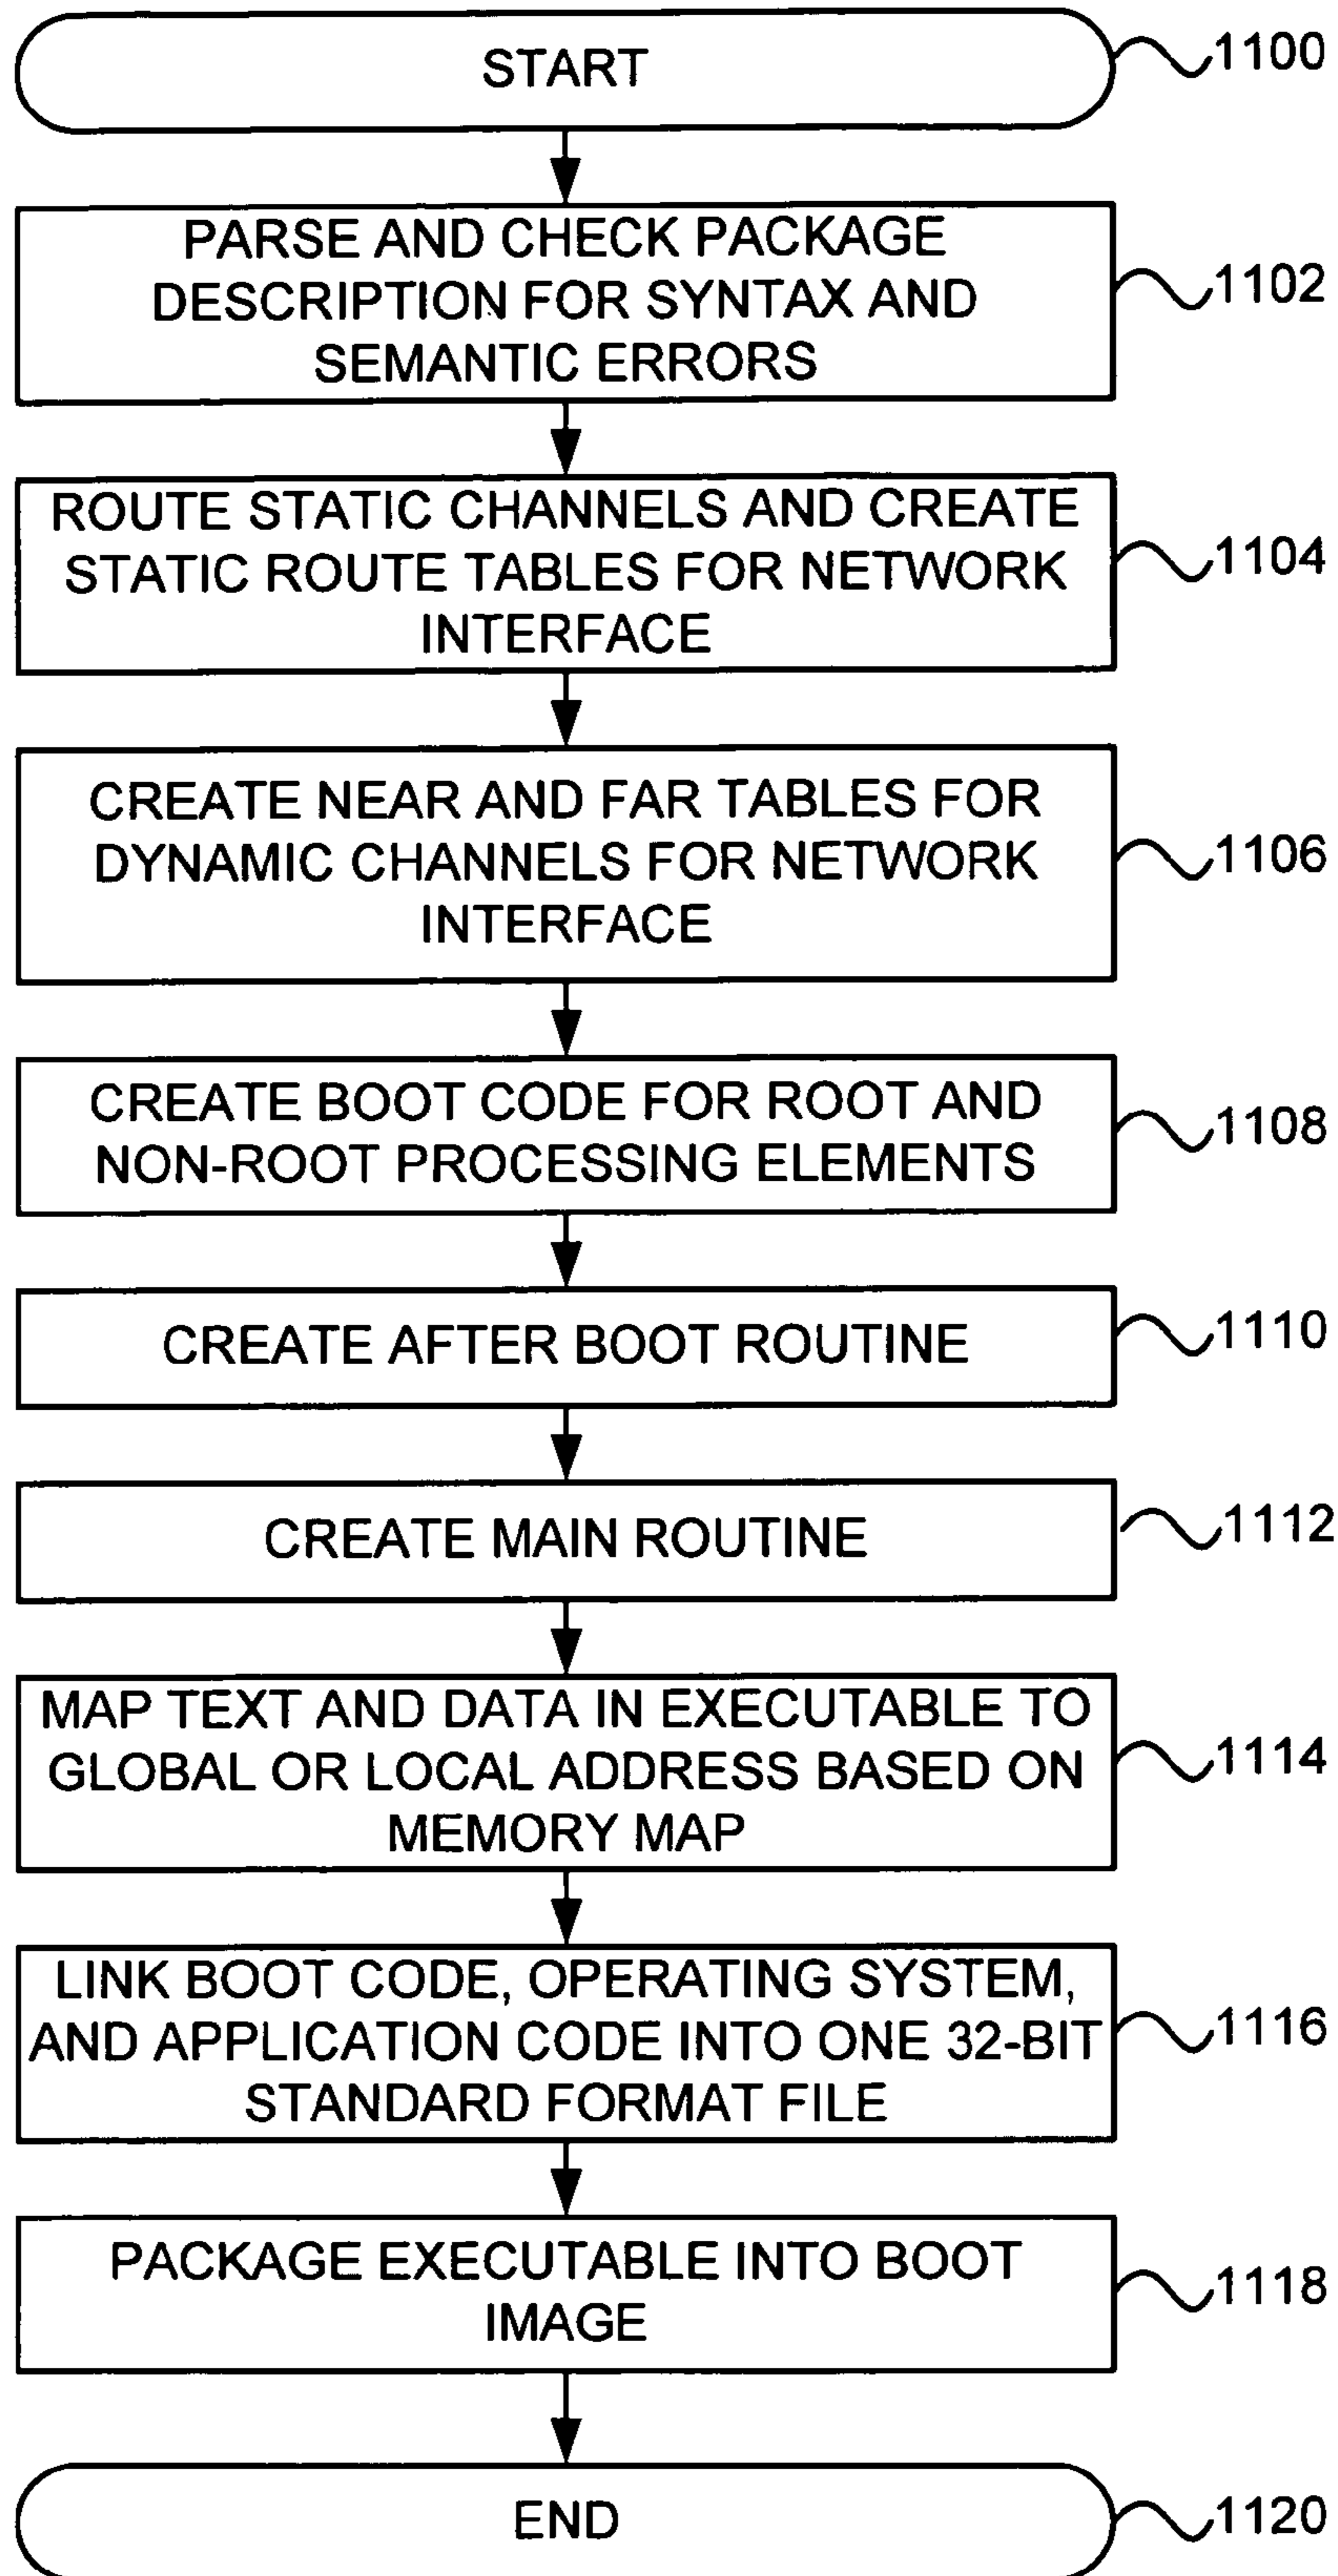 START
1100
PARSE AND CHECK PACKAGE
DESCRIPTION FOR SYNTAX AND
SEMANTIC ERRORS
1102
ROUTE STATIC CHANNELS AND CREATE
STATIC ROUTE TABLES FOR NETWORK
INTERFACE
1104
CREATE NEAR AND FAR TABLES FOR
DYNAMIC CHANNELS FOR NETWORK
INTERFACE
1106
CREATE BOOT CODE FOR ROOT AND
NON-ROOT PROCESSING ELEMENTS
1108
CREATE AFTER BOOT ROUTINE
1110
CREATE MAIN ROUTINE
1112
MAP TEXT AND DATA IN EXECUTABLE TO
GLOBAL OR LOCAL ADDRESS BASED ON
MEMORY MAP
1114
LINK BOOT CODE, OPERATING SYSTEM,
AND APPLICATION CODE INTO ONE 32-BIT
STANDARD FORMAT FILE
1116
PACKAGE EXECUTABLE INTO BOOT
IMAGE
1118
END
1120